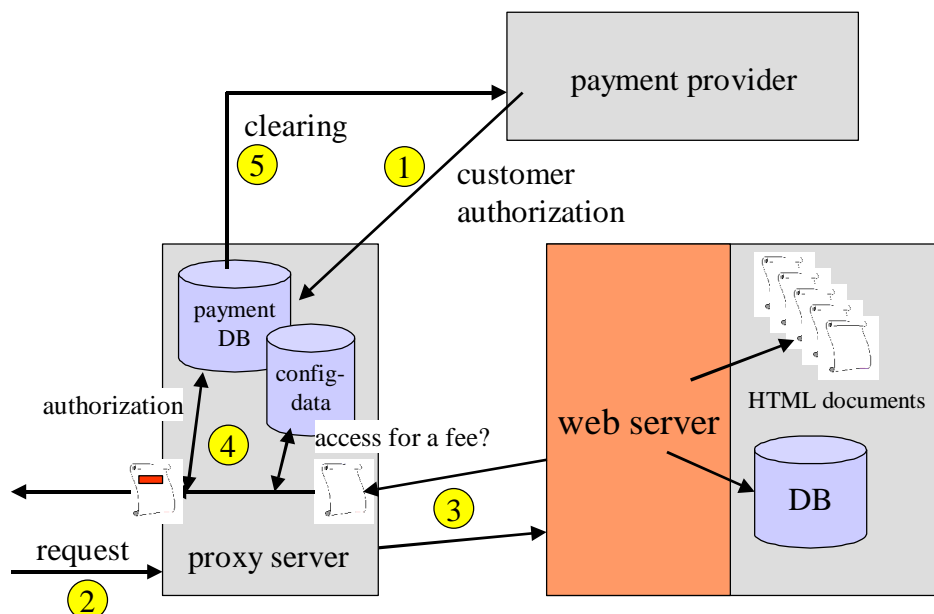 payment provider
clearing
5
1
customer
authorization
payment
DB
config-
data
authorization
4
access for a fee?
web server
HTML documents
DB
3
request
proxy server
2